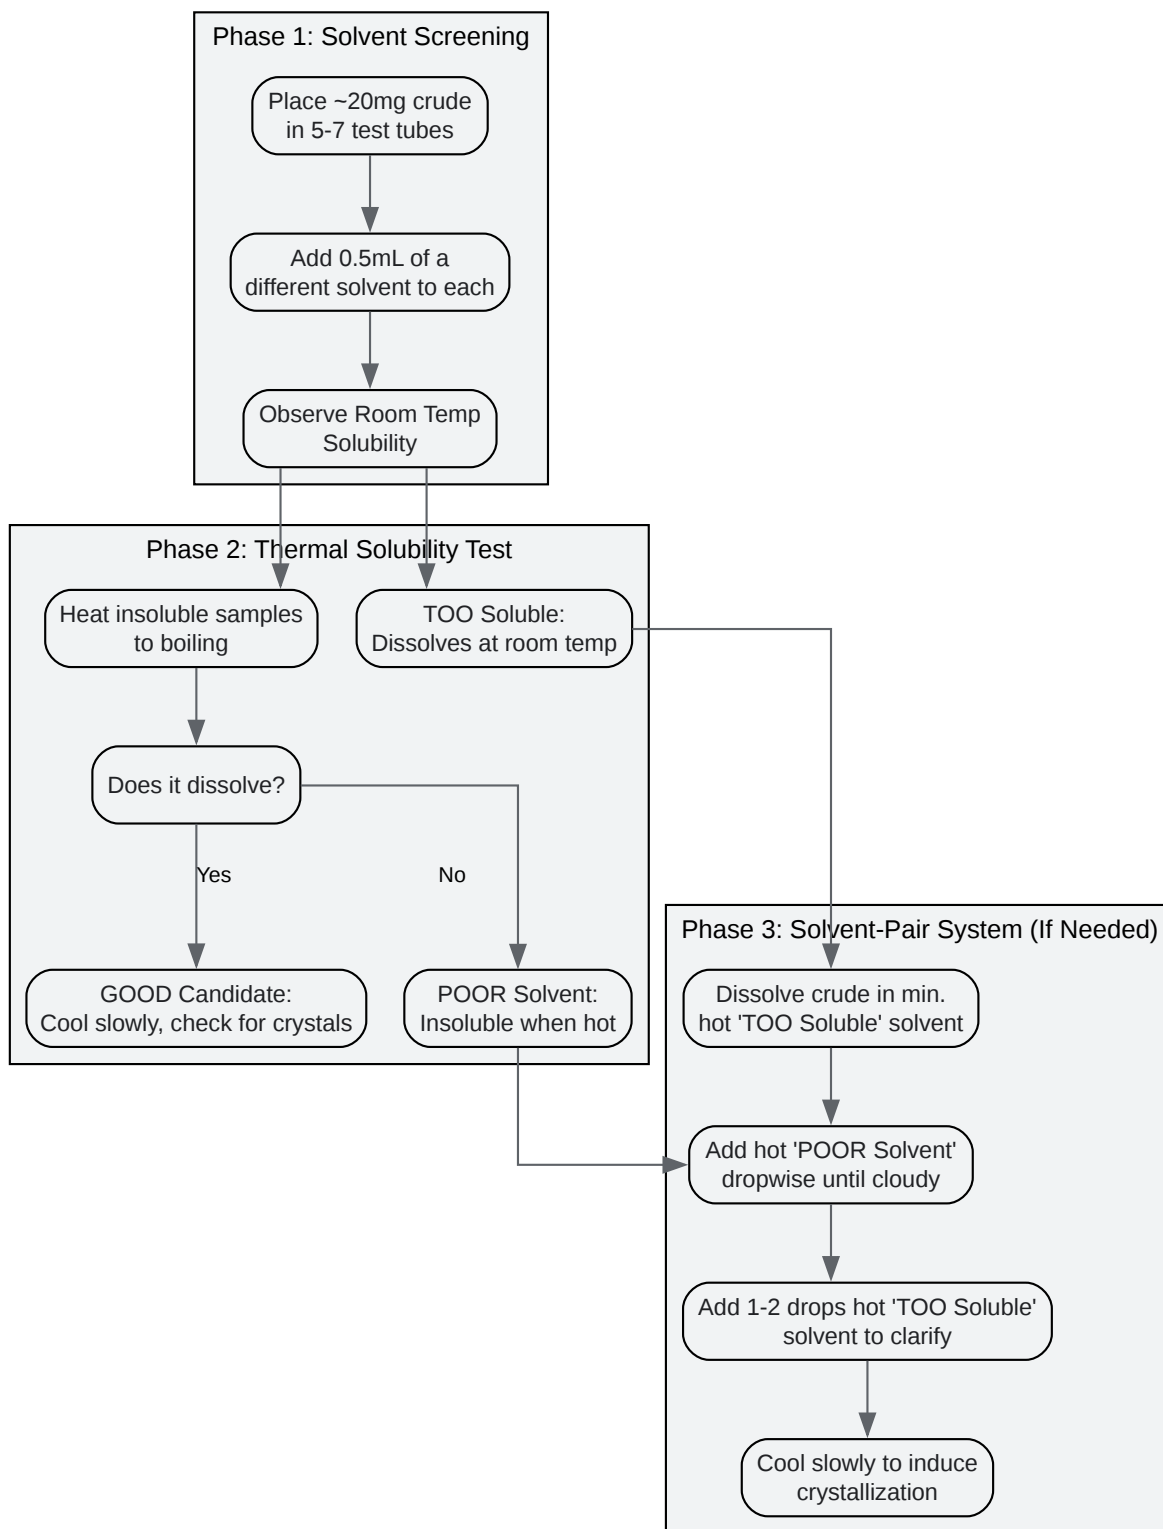 Phase 1: Solvent Screening
Place ~20mg crude
in 5-7 test tubes
Add 0.5mL of a
different solvent to each
Observe Room Temp
Solubility
Phase 2: Thermal Solubility Test
Heat insoluble samples
to boiling
TOO Soluble:
Dissolves at room temp
Does it dissolve?
Yes
No
GOOD Candidate:
Cool slowly, check for crystals
POOR Solvent:
Insoluble when hot
Phase 3: Solvent-Pair System (If Needed)
Dissolve crude in min.
hot 'TOO Soluble' solvent
Add hot 'POOR Solvent'
dropwise until cloudy
Add 1-2 drops hot 'TOO Soluble'
solvent to clarify
Cool slowly to induce
crystallization